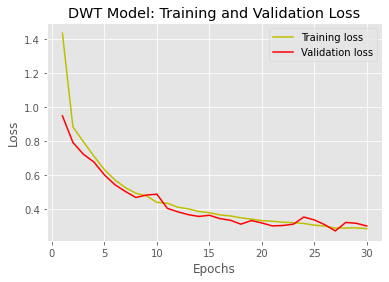 DWT Model: Training and Validation Loss
Training loss
Validation loss
1.4
1.2
1.0
0.8
0.6
0.4
Loss
0 5 10 15 20 25 30
Epochs